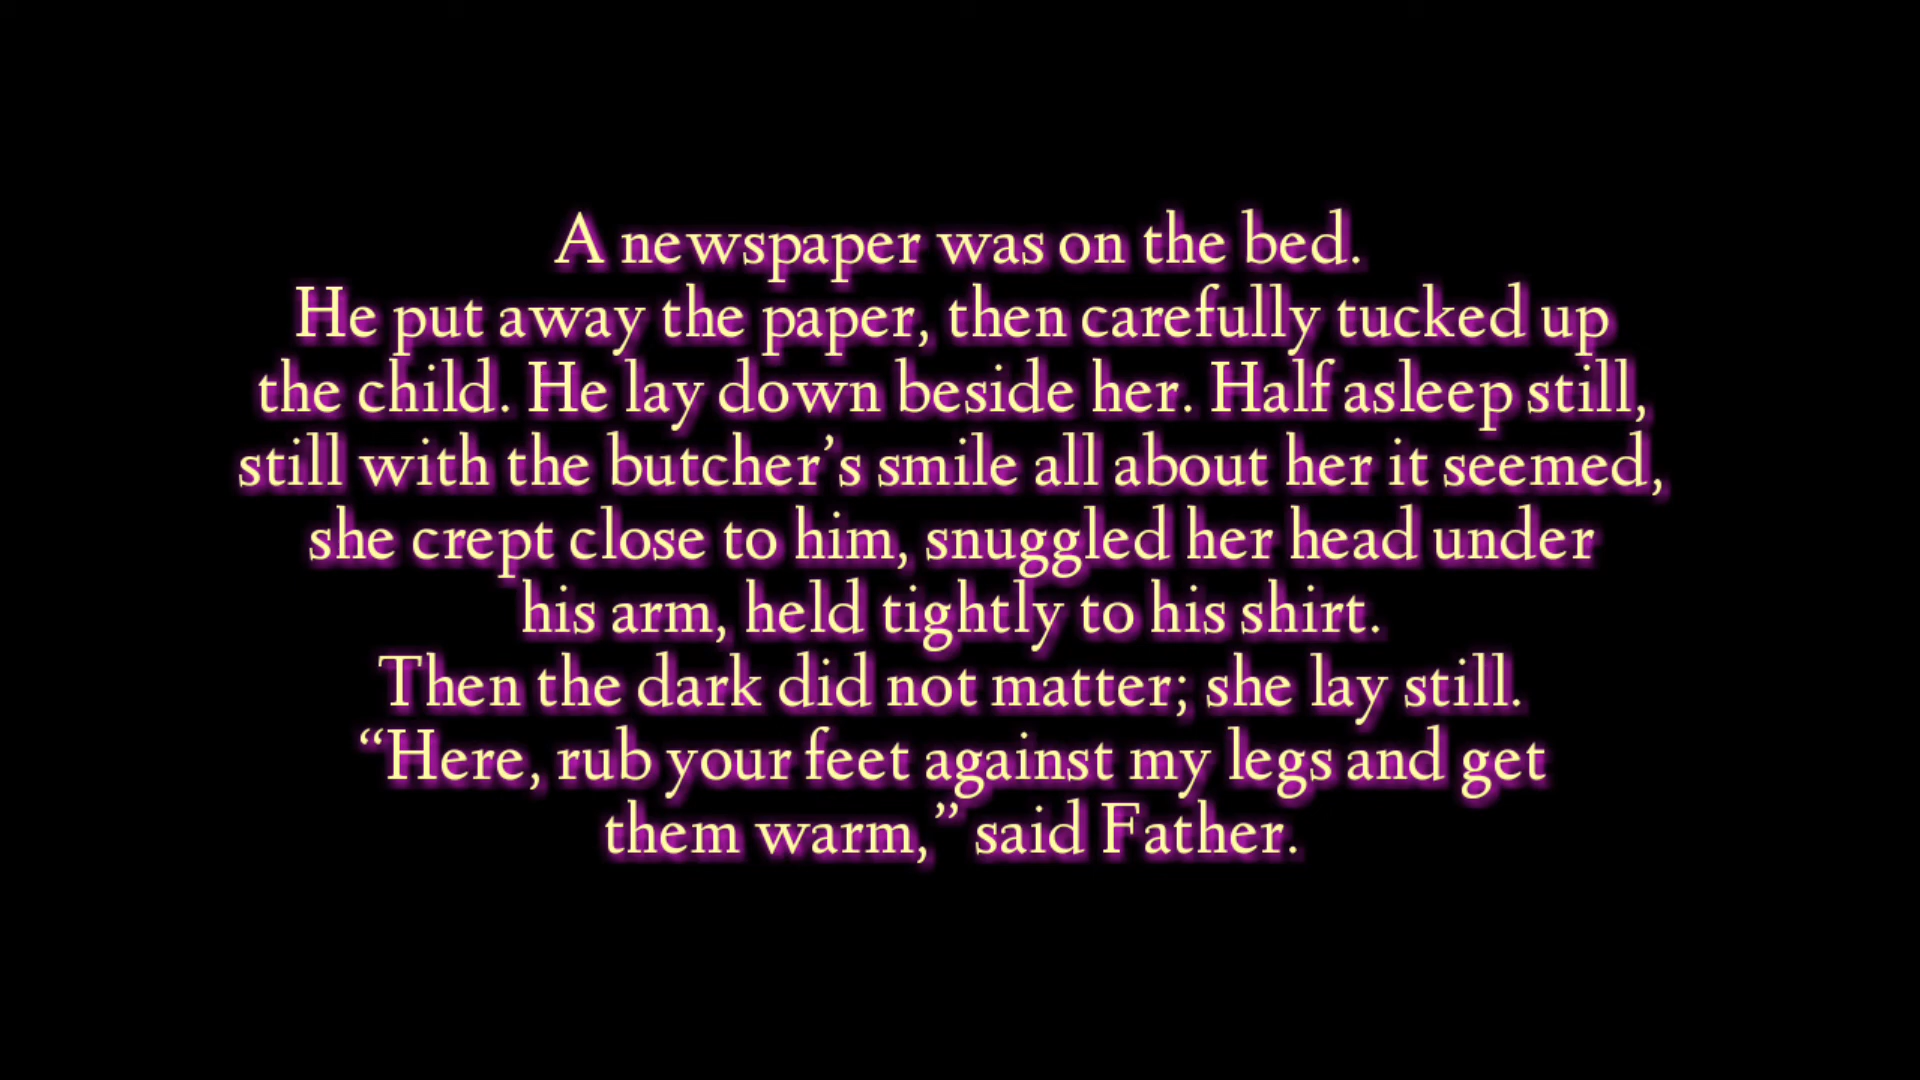 A newspaper was on the bed.
He put away the paper, then carefully tucked up
the child. He lay down beside her. Half asleep still,
still with the butcher’s smile all about her it seemed,
she crept close to him, snuggled her head under
his arm, held tightly to his shirt.
Then the dark did not matter; she lay still.
“Here, rub your feet against my legs and get
them warm,” said Father.